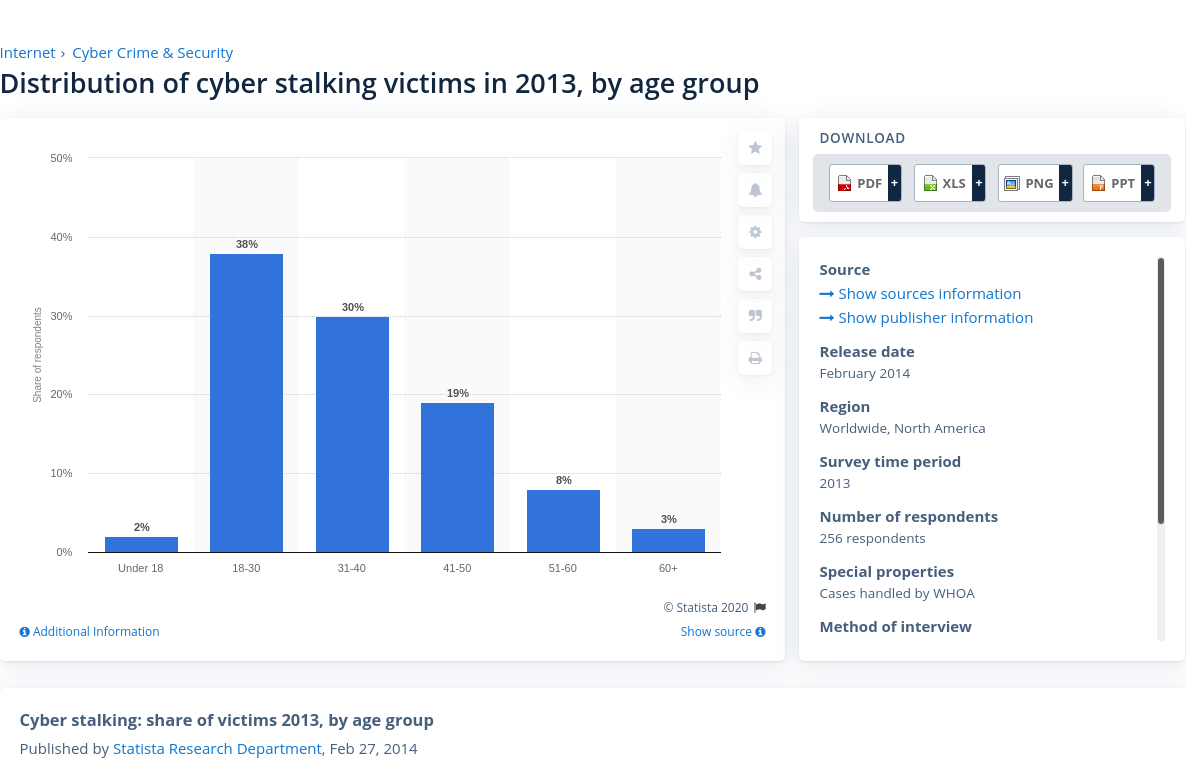 Internet › Cyber Crime & Security
Distribution of cyber stalking victims in 2013, by age group
Share of respondents
50%
40%
30%
20%
10%
0%
2%
38%
30%
19%
8%
3%
Under 18
18-30
31-40
41-50
51-60
60+
© Statista 2020
Additional Information
Show source
DOWNLOAD
PDF +
XLS +
PNG +
PPT +
Source
Show sources information
Show publisher information
Release date
February 2014
Region
Worldwide, North America
Survey time period
2013
Number of respondents
256 respondents
Special properties
Cases handled by WHOA
Method of interview
Cyber stalking: share of victims 2013, by age group
Published by Statista Research Department, Feb 27, 2014